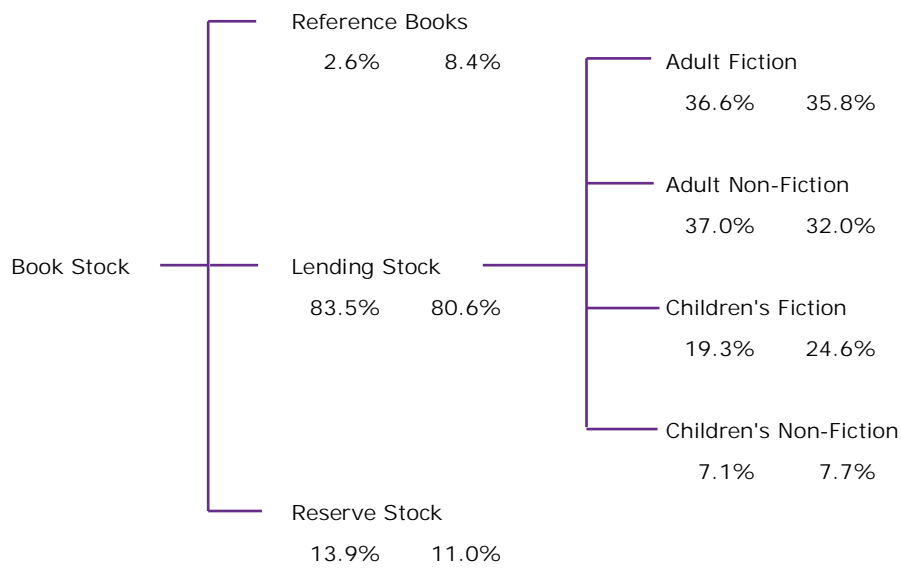 Reference Books
2.6% 8.4%
Adult Fiction
36.6% 35.8%
Adult Non-Fiction
37.0% 32.0%
Book Stock
Lending Stock
83.5% 80.6%
Children's Fiction
19.3% 24.6%
Children's Non-Fiction
7.1% 7.7%
Reserve Stock
13.9% 11.0%